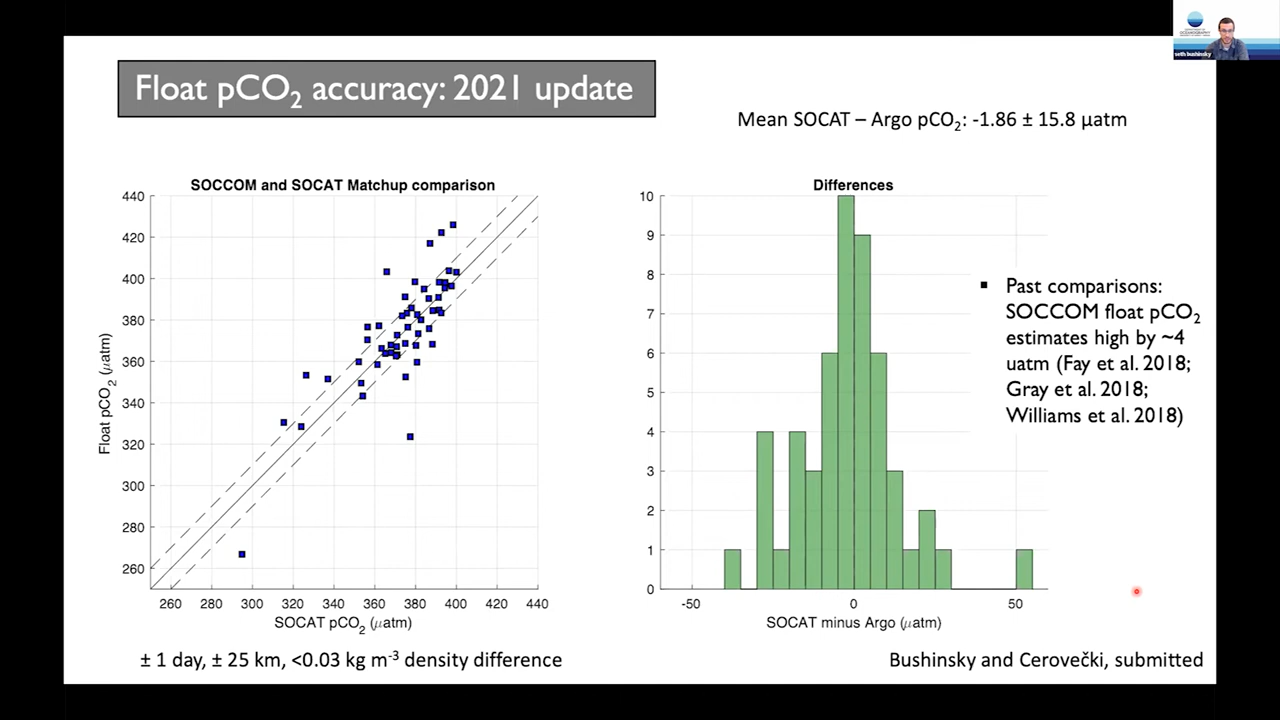 Float pCO2 accuracy: 2021 update
Mean SOCAT – Argo pCO2: -1.86 ± 15.8 µatm
SOCCOM and SOCAT Matchup comparison
440
420
400
380
360
340
320
300
280
260
Float pCO2 (μatm)
260 280 300 320 340 360 380 400 420 440
SOCAT pCO2 (μatm)
± 1 day, ± 25 km, <0.03 kg m-3 density difference
Differences
10
9
8
7
6
5
4
3
2
1
0
-50 0 50
SOCAT minus Argo (μatm)
▪ Past comparisons:
SOCCOM float pCO2
estimates high by ~4
uatm (Fay et al. 2018;
Gray et al. 2018;
Williams et al. 2018)
Bushinsky and Cerovečki, submitted
OCEANOGRAPHY
seth bushinsky